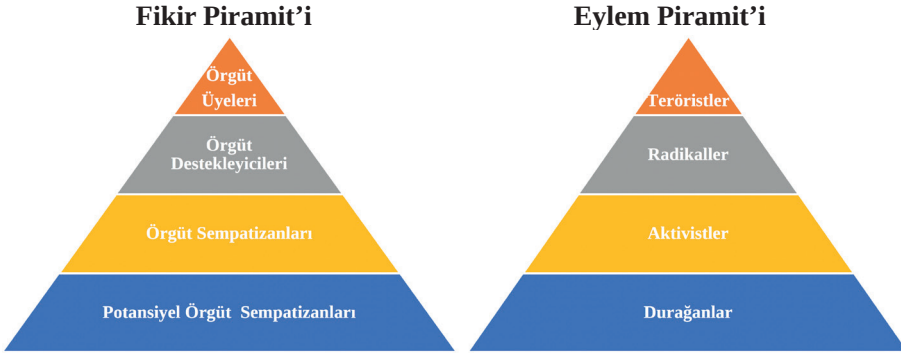 Fikir Piramit’i
Örgüt
Üyeleri
Örgüt
Destekleyicileri
Örgüt Sempatizanları
Potansiyel Örgüt Sempatizanları
Eylem Piramit’i
Teröristler
Radikaller
Aktivistler
Durağanlar